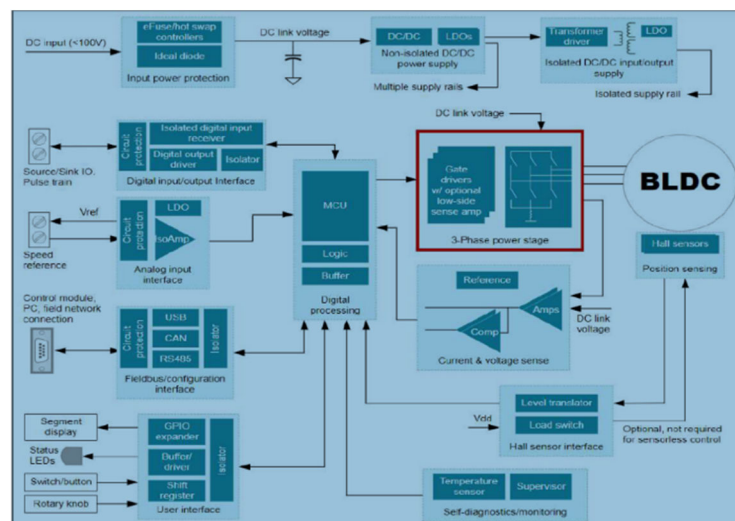 eFuse/hot swap
controllers
Ideal diode
Input power protection
DC input (<100V)
DC link voltage
DC/DC
LDOs
Non-isolated DC/DC
power supply
Multiple supply rails
Transformer
driver
LDO
Isolated DC/DC input/output
supply
Isolated supply rail
DC link voltage
Circuit
protection
Isolated digital input
receiver
Digital output
driver
Isolator
Digital input/output Interface
Source/Sink IO.
Pulse train
MCU
Logic
Buffer
Digital
processing
Gate
drivers
w/ optional
low-side
sense amp
3-Phase power stage
BLDC
Hall sensors
Position sensing
Vref
Speed
reference
Circuit
protection
LDO
IsoAmp
Analog input
interface
Reference
Amps
Comp
DC link
voltage
Current & voltage sense
Control module,
PC, field network
connection
Circuit
protection
USB
CAN
RS485
Isolator
Fieldbus/configuration
interface
Level translator
Load switch
Vdd
Hall sensor interface
Optional, not required
for sensorless control
Segment
display
Status
LEDs
Switch/button
Rotary knob
GPIO
expander
Buffer/
driver
Shift
register
Isolator
User interface
Temperature
sensor
Supervisor
Self-diagnostics/monitoring